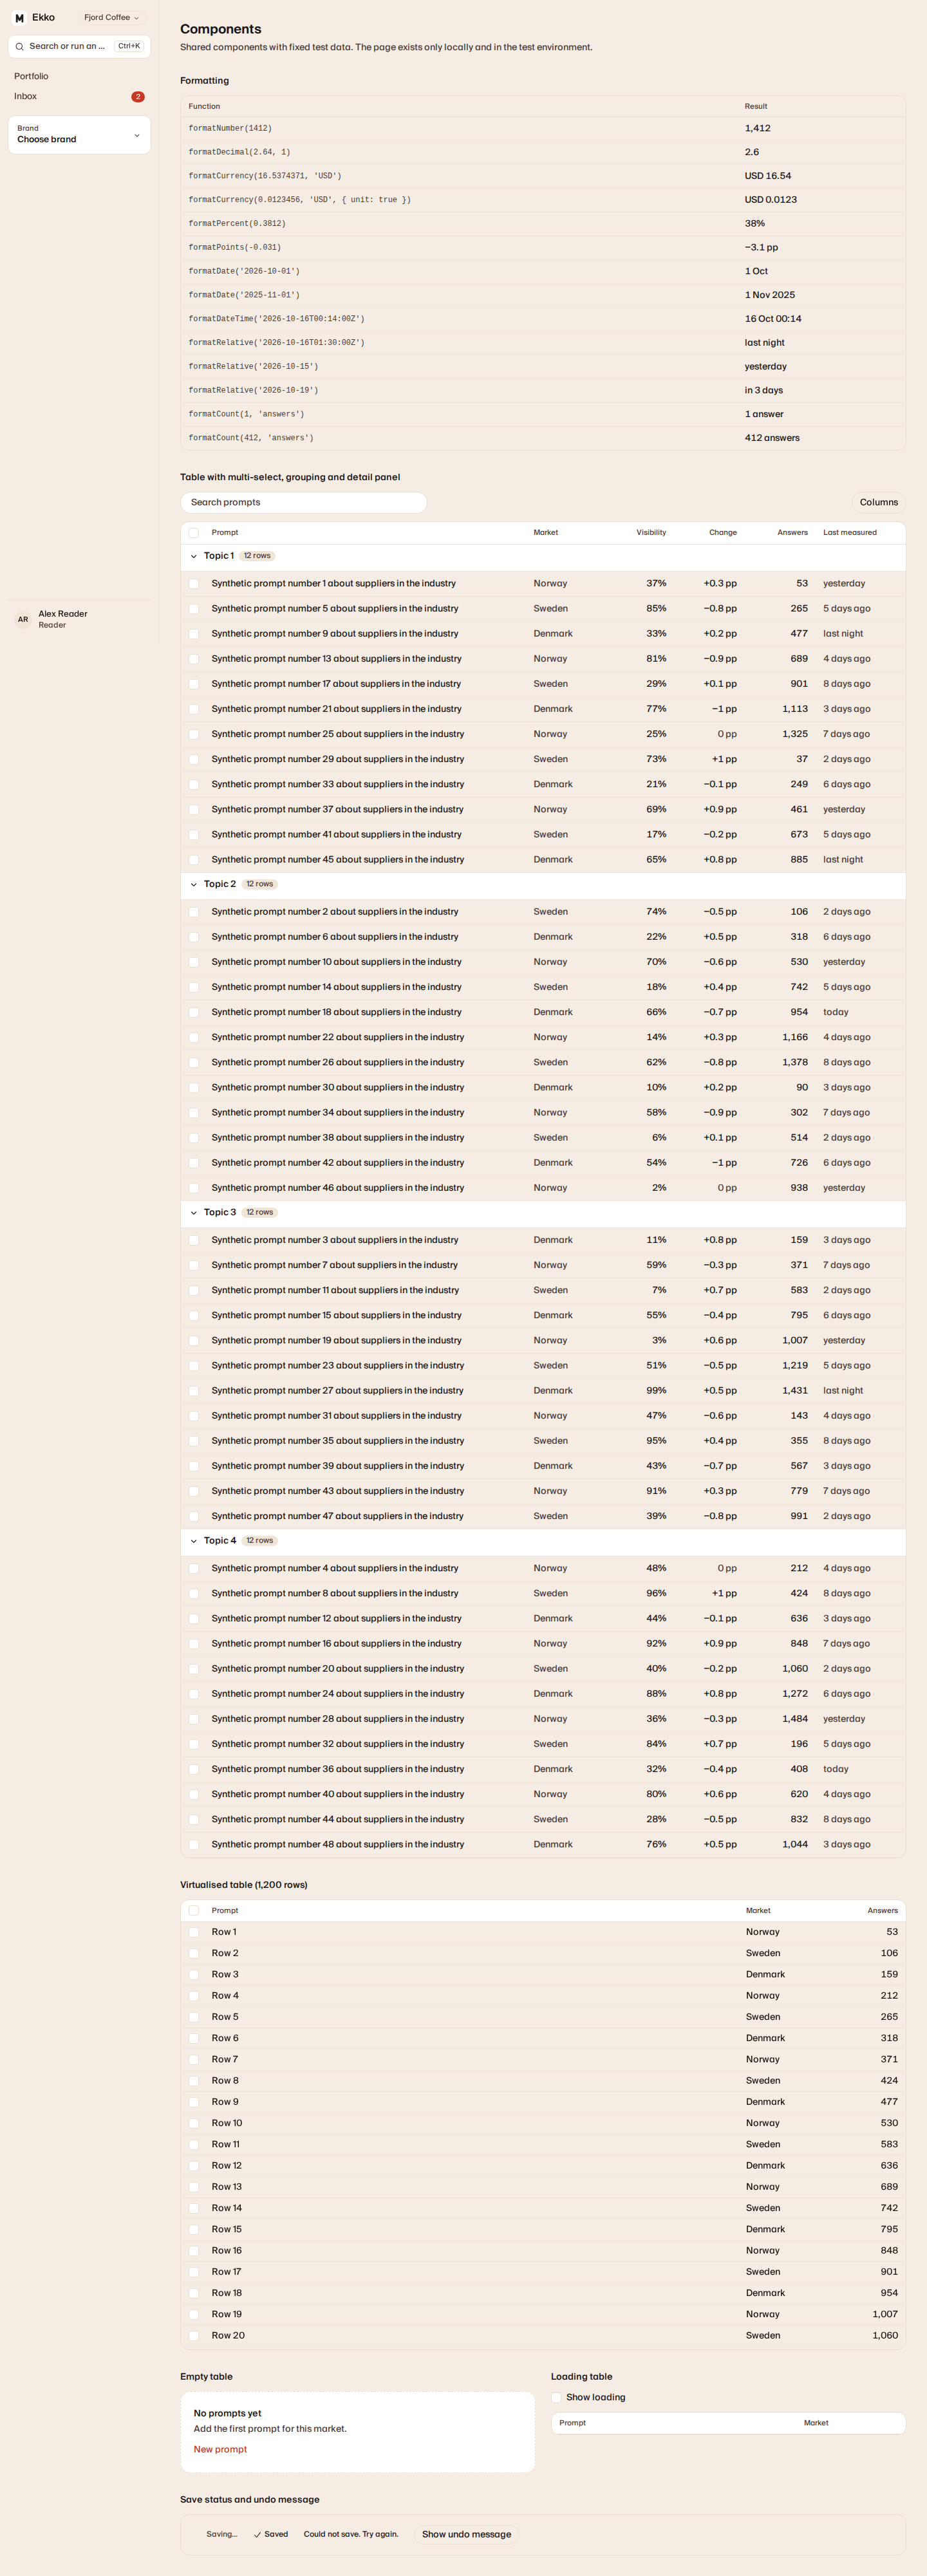 Ekko
Fjord Coffee
Search or run an ... Ctrl+K
Portfolio
Inbox 2
Brand
Choose brand
AR Alex Reader
Reader
Components
Shared components with fixed test data. The page exists only locally and in the test environment.
Formatting
Function Result
formatNumber(1412) 1,412
formatDecimal(2.64, 1) 2.6
formatCurrency(16.5374371, 'USD') USD 16.54
formatCurrency(0.0123456, 'USD', { unit: true }) USD 0.0123
formatPercent(0.3812) 38%
formatPoints(-0.031) −3.1 pp
formatDate('2026-10-01') 1 Oct
formatDate('2025-11-01') 1 Nov 2025
formatDateTime('2026-10-16T00:14:00Z') 16 Oct 00:14
formatRelative('2026-10-16T01:30:00Z') last night
formatRelative('2026-10-15') yesterday
formatRelative('2026-10-19') in 3 days
formatCount(1, 'answers') 1 answer
formatCount(412, 'answers') 412 answers
Table with multi-select, grouping and detail panel
Search prompts Columns
Prompt Market Visibility Change Answers Last measured
Topic 1 12 rows
Synthetic prompt number 1 about suppliers in the industry Norway 37% +0.3 pp 53 yesterday
Synthetic prompt number 5 about suppliers in the industry Sweden 85% −0.8 pp 265 5 days ago
Synthetic prompt number 9 about suppliers in the industry Denmark 33% +0.2 pp 477 last night
Synthetic prompt number 13 about suppliers in the industry Norway 81% −0.9 pp 689 4 days ago
Synthetic prompt number 17 about suppliers in the industry Sweden 29% +0.1 pp 901 8 days ago
Synthetic prompt number 21 about suppliers in the industry Denmark 77% −1 pp 1,113 3 days ago
Synthetic prompt number 25 about suppliers in the industry Norway 25% 0 pp 1,325 7 days ago
Synthetic prompt number 29 about suppliers in the industry Sweden 73% +1 pp 37 2 days ago
Synthetic prompt number 33 about suppliers in the industry Denmark 21% −0.1 pp 249 6 days ago
Synthetic prompt number 37 about suppliers in the industry Norway 69% +0.9 pp 461 yesterday
Synthetic prompt number 41 about suppliers in the industry Sweden 17% −0.2 pp 673 5 days ago
Synthetic prompt number 45 about suppliers in the industry Denmark 65% +0.8 pp 885 last night
Topic 2 12 rows
Synthetic prompt number 2 about suppliers in the industry Sweden 74% −0.5 pp 106 2 days ago
Synthetic prompt number 6 about suppliers in the industry Denmark 22% +0.5 pp 318 6 days ago
Synthetic prompt number 10 about suppliers in the industry Norway 70% −0.6 pp 530 yesterday
Synthetic prompt number 14 about suppliers in the industry Sweden 18% +0.4 pp 742 5 days ago
Synthetic prompt number 18 about suppliers in the industry Denmark 66% −0.7 pp 954 today
Synthetic prompt number 22 about suppliers in the industry Norway 14% +0.3 pp 1,166 4 days ago
Synthetic prompt number 26 about suppliers in the industry Sweden 62% −0.8 pp 1,378 8 days ago
Synthetic prompt number 30 about suppliers in the industry Denmark 10% +0.2 pp 90 3 days ago
Synthetic prompt number 34 about suppliers in the industry Norway 58% −0.9 pp 302 7 days ago
Synthetic prompt number 38 about suppliers in the industry Sweden 6% +0.1 pp 514 2 days ago
Synthetic prompt number 42 about suppliers in the industry Denmark 54% −1 pp 726 6 days ago
Synthetic prompt number 46 about suppliers in the industry Norway 2% 0 pp 938 yesterday
Topic 3 12 rows
Synthetic prompt number 3 about suppliers in the industry Denmark 11% +0.8 pp 159 3 days ago
Synthetic prompt number 7 about suppliers in the industry Norway 59% −0.3 pp 371 7 days ago
Synthetic prompt number 11 about suppliers in the industry Sweden 7% +0.7 pp 583 2 days ago
Synthetic prompt number 15 about suppliers in the industry Denmark 55% −0.4 pp 795 6 days ago
Synthetic prompt number 19 about suppliers in the industry Norway 3% +0.6 pp 1,007 yesterday
Synthetic prompt number 23 about suppliers in the industry Sweden 51% −0.5 pp 1,219 5 days ago
Synthetic prompt number 27 about suppliers in the industry Denmark 99% +0.5 pp 1,431 last night
Synthetic prompt number 31 about suppliers in the industry Norway 47% −0.6 pp 143 4 days ago
Synthetic prompt number 35 about suppliers in the industry Sweden 95% +0.4 pp 355 8 days ago
Synthetic prompt number 39 about suppliers in the industry Denmark 43% −0.7 pp 567 3 days ago
Synthetic prompt number 43 about suppliers in the industry Norway 91% +0.3 pp 779 7 days ago
Synthetic prompt number 47 about suppliers in the industry Sweden 39% −0.8 pp 991 2 days ago
Topic 4 12 rows
Synthetic prompt number 4 about suppliers in the industry Norway 48% 0 pp 212 4 days ago
Synthetic prompt number 8 about suppliers in the industry Sweden 96% +1 pp 424 8 days ago
Synthetic prompt number 12 about suppliers in the industry Denmark 44% −0.1 pp 636 3 days ago
Synthetic prompt number 16 about suppliers in the industry Norway 92% +0.9 pp 848 7 days ago
Synthetic prompt number 20 about suppliers in the industry Sweden 40% −0.2 pp 1,060 2 days ago
Synthetic prompt number 24 about suppliers in the industry Denmark 88% +0.8 pp 1,272 6 days ago
Synthetic prompt number 28 about suppliers in the industry Norway 36% −0.3 pp 1,484 yesterday
Synthetic prompt number 32 about suppliers in the industry Sweden 84% +0.7 pp 196 5 days ago
Synthetic prompt number 36 about suppliers in the industry Denmark 32% −0.4 pp 408 today
Synthetic prompt number 40 about suppliers in the industry Norway 80% +0.6 pp 620 4 days ago
Synthetic prompt number 44 about suppliers in the industry Sweden 28% −0.5 pp 832 8 days ago
Synthetic prompt number 48 about suppliers in the industry Denmark 76% +0.5 pp 1,044 3 days ago
Virtualised table (1,200 rows)
Prompt Market Answers
Row 1 Norway 53
Row 2 Sweden 106
Row 3 Denmark 159
Row 4 Norway 212
Row 5 Sweden 265
Row 6 Denmark 318
Row 7 Norway 371
Row 8 Sweden 424
Row 9 Denmark 477
Row 10 Norway 530
Row 11 Sweden 583
Row 12 Denmark 636
Row 13 Norway 689
Row 14 Sweden 742
Row 15 Denmark 795
Row 16 Norway 848
Row 17 Sweden 901
Row 18 Denmark 954
Row 19 Norway 1,007
Row 20 Sweden 1,060
Empty table
No prompts yet
Add the first prompt for this market.
New prompt
Loading table
Show loading
Prompt Market
Save status and undo message
Saving... Saved Could not save. Try again. Show undo message